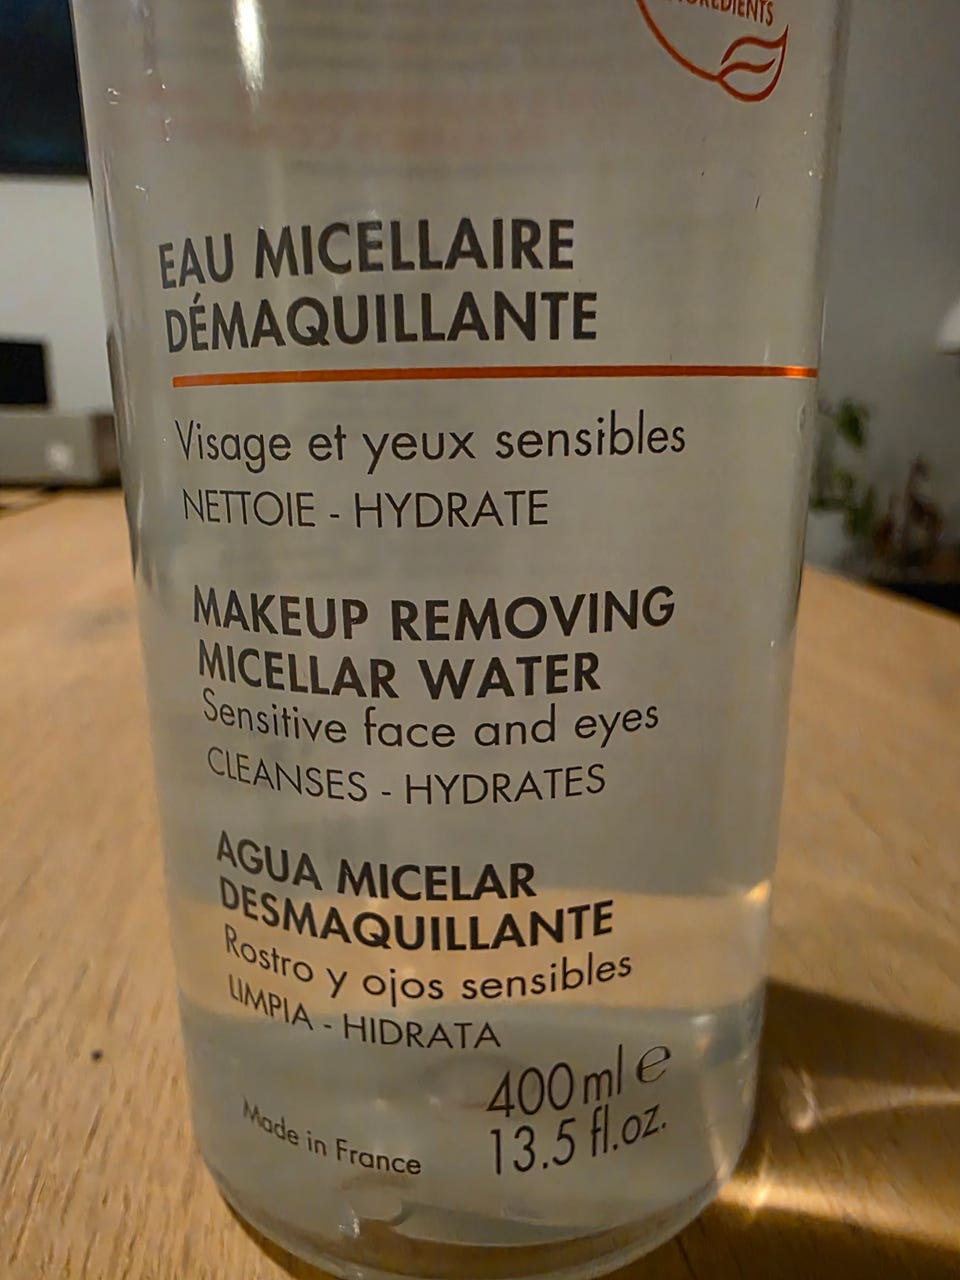 EAU MICELLAIRE
DÉMAQUILLANTE
Visage et yeux sensibles
NETTOIE - HYDRATE
MAKEUP REMOVING
MICELLAR WATER
Sensitive face and eyes
CLEANSES - HYDRATES
AGUA MICELAR
DESMAQUILLANTE
Rostro y ojos sensibles
LIMPIA - HIDRATA
400 ml e
Made in France
13.5 fl.oz.